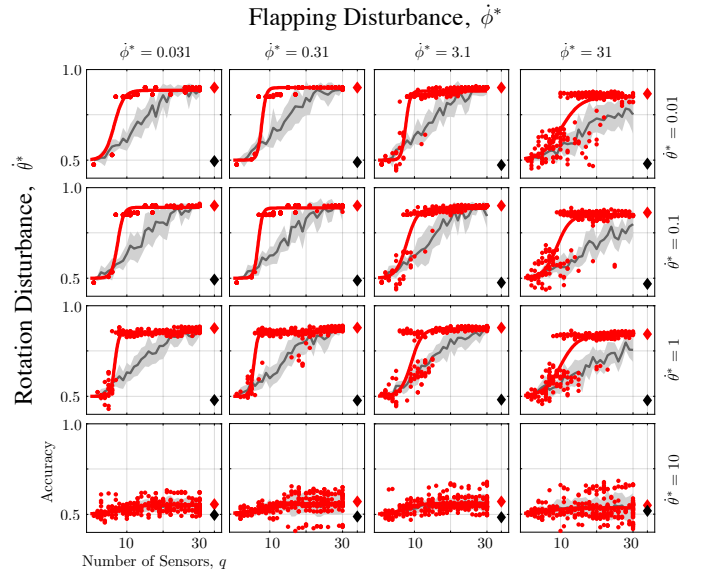 Flapping Disturbance, φ̇*
φ̇* = 0.031
φ̇* = 0.31
φ̇* = 3.1
φ̇* = 31
Rotation Disturbance, θ̇*
1.0
0.5
θ̇* = 0.01
1.0
0.5
θ̇* = 0.1
1.0
0.5
θ̇* = 1
Accuracy
1.0
0.5
θ̇* = 10
10 30
10 30
10 30
10 30
Number of Sensors, q